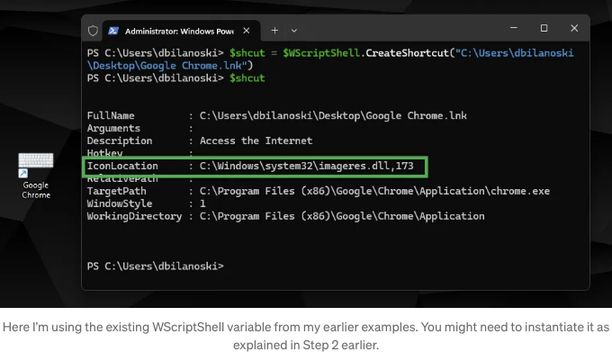 Administrator: Windows Pow
PS C:\Users\dbilanoski> $shcut = $WScriptShell.CreateShortcut("C:\Users\dbilanoski
\Desktop\Google Chrome.lnk")
PS C:\Users\dbilanoski> $shcut
FullName : C:\Users\dbilanoski\Desktop\Google Chrome.lnk
Arguments :
Description : Access the Internet
Hotkey :
IconLocation : C:\Windows\system32\imageres.dll,173
RelativePath :
TargetPath : C:\Program Files (x86)\Google\Chrome\Application\chrome.exe
WindowStyle : 1
WorkingDirectory : C:\Program Files (x86)\Google\Chrome\Application
PS C:\Users\dbilanoski>
Google
Chrome
Here I'm using the existing WScriptShell variable from my earlier examples. You might need to instantiate it as
explained in Step 2 earlier.